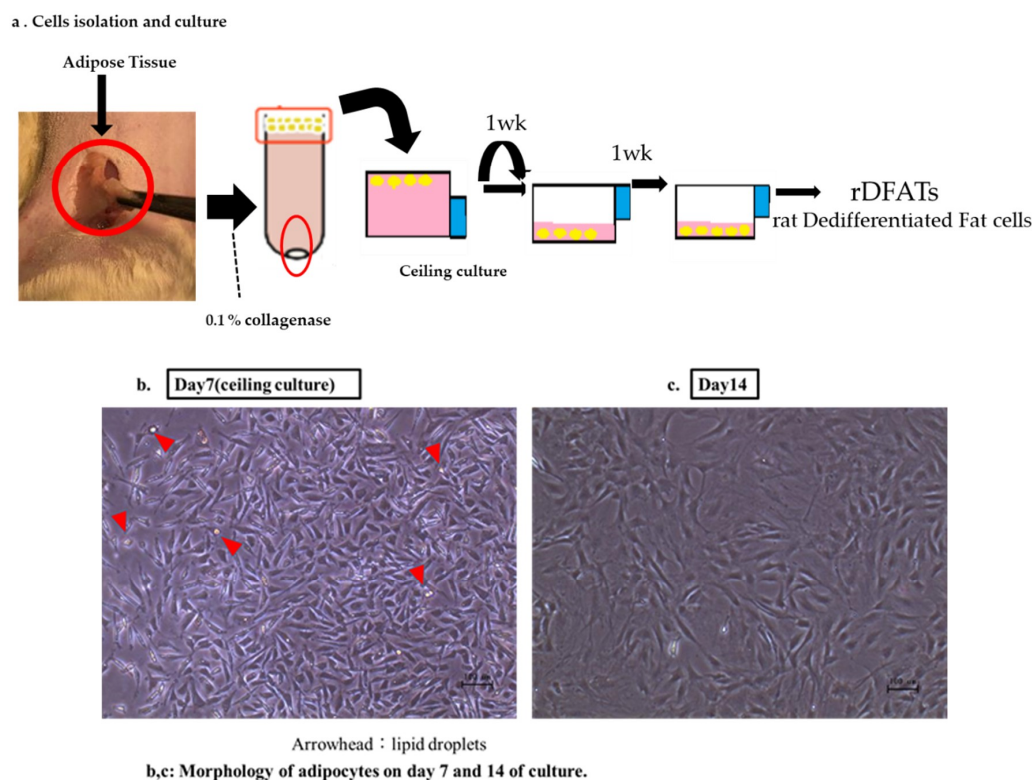 a . Cells isolation and culture
Adipose Tissue
1wk
1wk
rDFATs
rat Dedifferentiated Fat cells
Ceiling culture
0.1 % collagenase
b. Day7(ceiling culture)
c. Day14
Arrowhead：lipid droplets
b,c: Morphology of adipocytes on day 7 and 14 of culture.